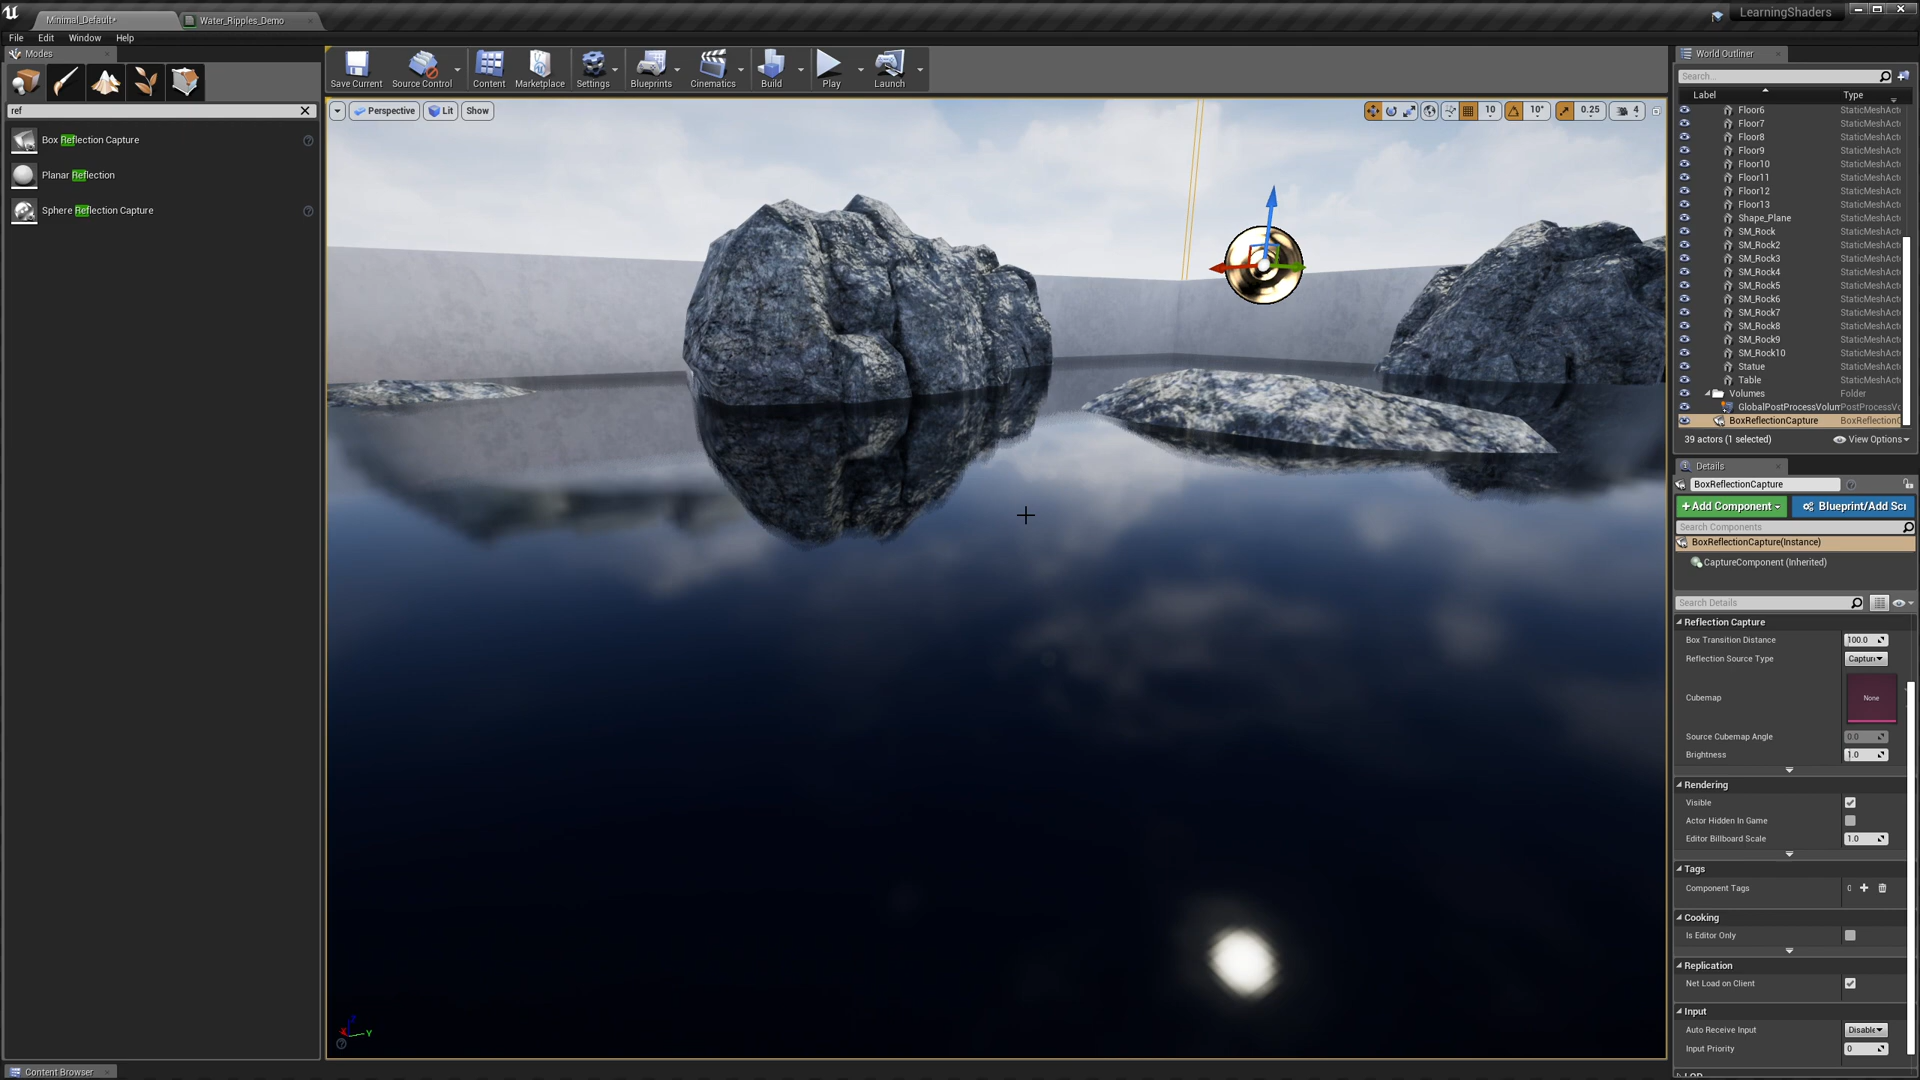 Minimal_Default*
Water_Ripples_Demo
LearningShaders
File Edit Window Help
Modes
ref
Box Reflection Capture
Planar Reflection
Sphere Reflection Capture
Save Current
Source Control
Content
Marketplace
Settings
Blueprints
Cinematics
Build
Play
Launch
Perspective
Lit
Show
10
10°
0.25
4
World Outliner
Search...
Label Type
Floor6 StaticMeshAct
Floor7 StaticMeshAct
Floor8 StaticMeshAct
Floor9 StaticMeshAct
Floor10 StaticMeshAct
Floor11 StaticMeshAct
Floor12 StaticMeshAct
Floor13 StaticMeshAct
Shape_Plane StaticMeshAct
SM_Rock StaticMeshAct
SM_Rock2 StaticMeshAct
SM_Rock3 StaticMeshAct
SM_Rock4 StaticMeshAct
SM_Rock5 StaticMeshAct
SM_Rock6 StaticMeshAct
SM_Rock7 StaticMeshAct
SM_Rock8 StaticMeshAct
SM_Rock9 StaticMeshAct
SM_Rock10 StaticMeshAct
Statue StaticMeshAct
Table StaticMeshAct
Volumes Folder
GlobalPostProcessVolum PostProcessVo
BoxReflectionCapture BoxReflectionC
39 actors (1 selected)
View Options
Details
BoxReflectionCapture
+Add Component
Blueprint/Add Sci
Search Components
BoxReflectionCapture(Instance)
CaptureComponent (Inherited)
Search Details
Reflection Capture
Box Transition Distance 100.0
Reflection Source Type Captur
Cubemap None
Source Cubemap Angle 0.0
Brightness 1.0
Rendering
Visible
Actor Hidden In Game
Editor Billboard Scale 1.0
Tags
Component Tags
Cooking
Is Editor Only
Replication
Net Load on Client
Input
Auto Receive Input Disable
Input Priority 0
X Y Z
Content Browser